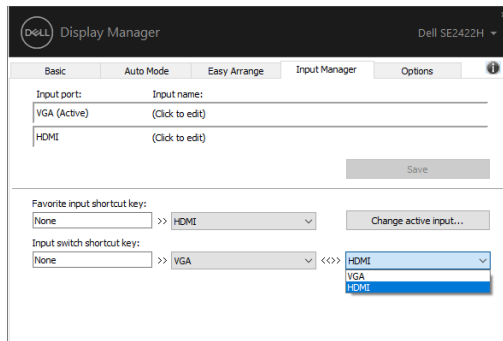 DELL Display Manager Dell SE2422H
Basic Auto Mode Easy Arrange Input Manager Options
Input port: Input name:
VGA (Active) (Click to edit)
HDMI (Click to edit)
Save
Favorite input shortcut key:
None >> HDMI Change active input...
Input switch shortcut key:
None >> VGA <<>> HDMI
VGA
HDMI